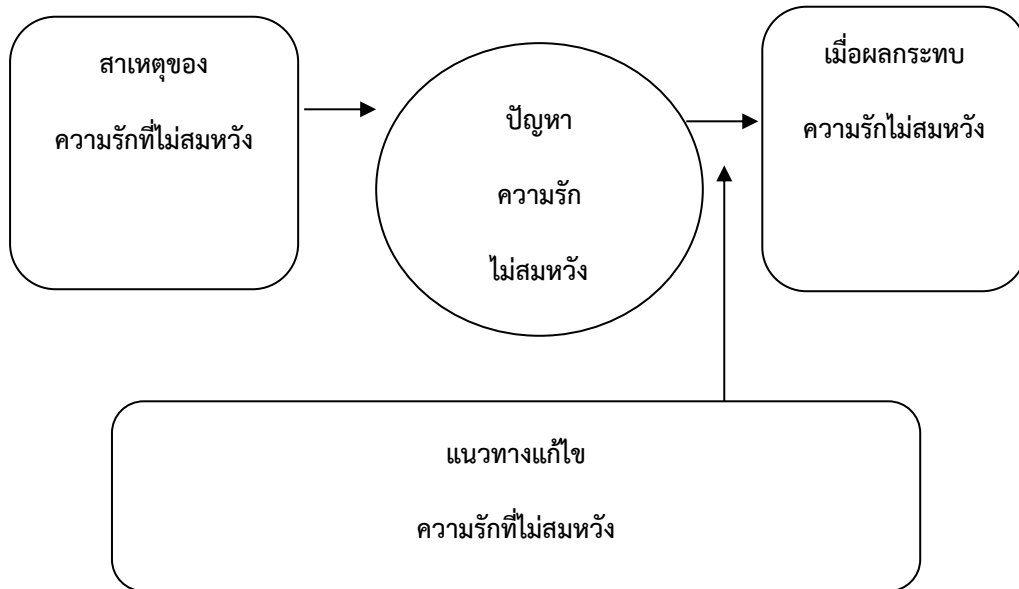 สาเหตุของ
ความรักที่ไม่สมหวัง
ปัญหา
ความรัก
ไม่สมหวัง
เมื่อผลกระทบ
ความรักไม่สมหวัง
แนวทางแก้ไข
ความรักที่ไม่สมหวัง